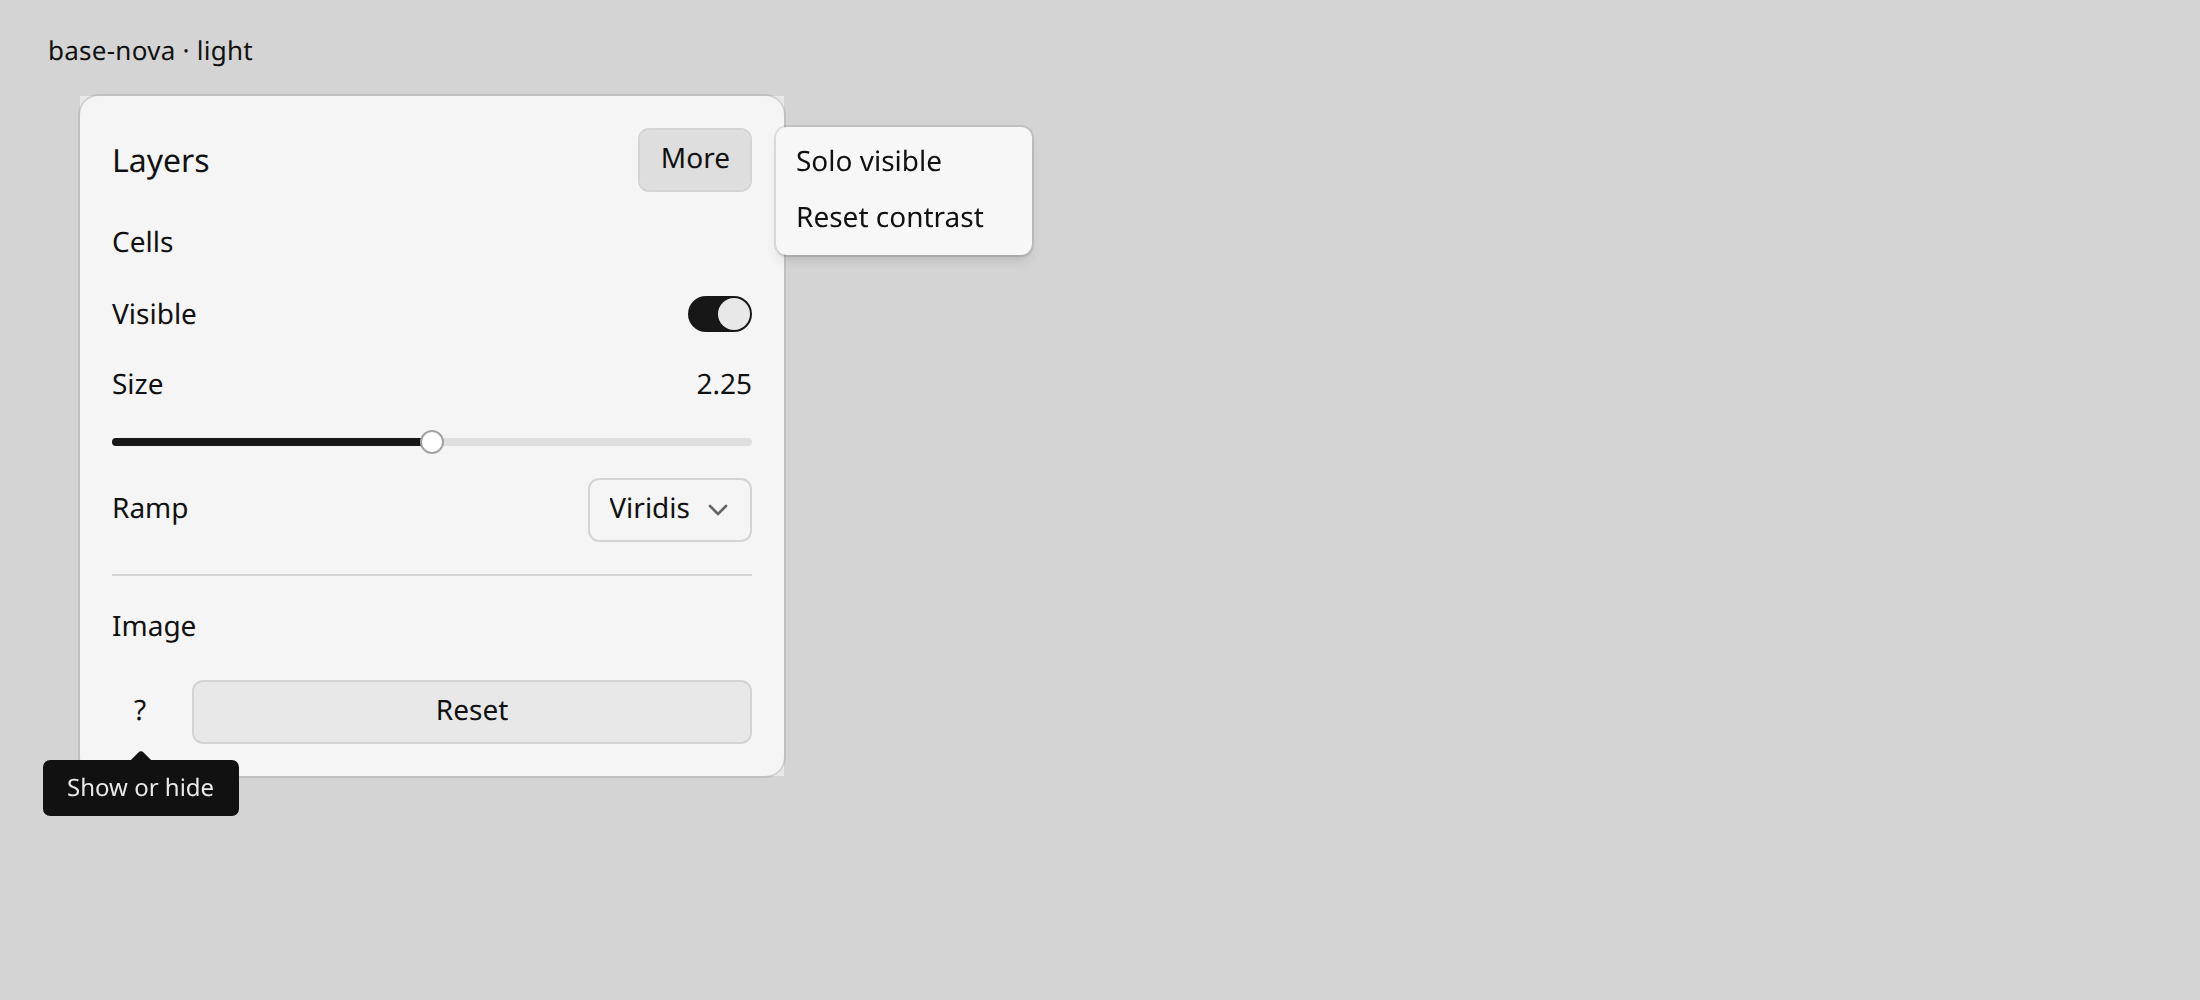 base-nova · light
Layers
More
Solo visible
Reset contrast
Cells
Visible
Size
2.25
Ramp
Viridis
Image
?
Reset
Show or hide